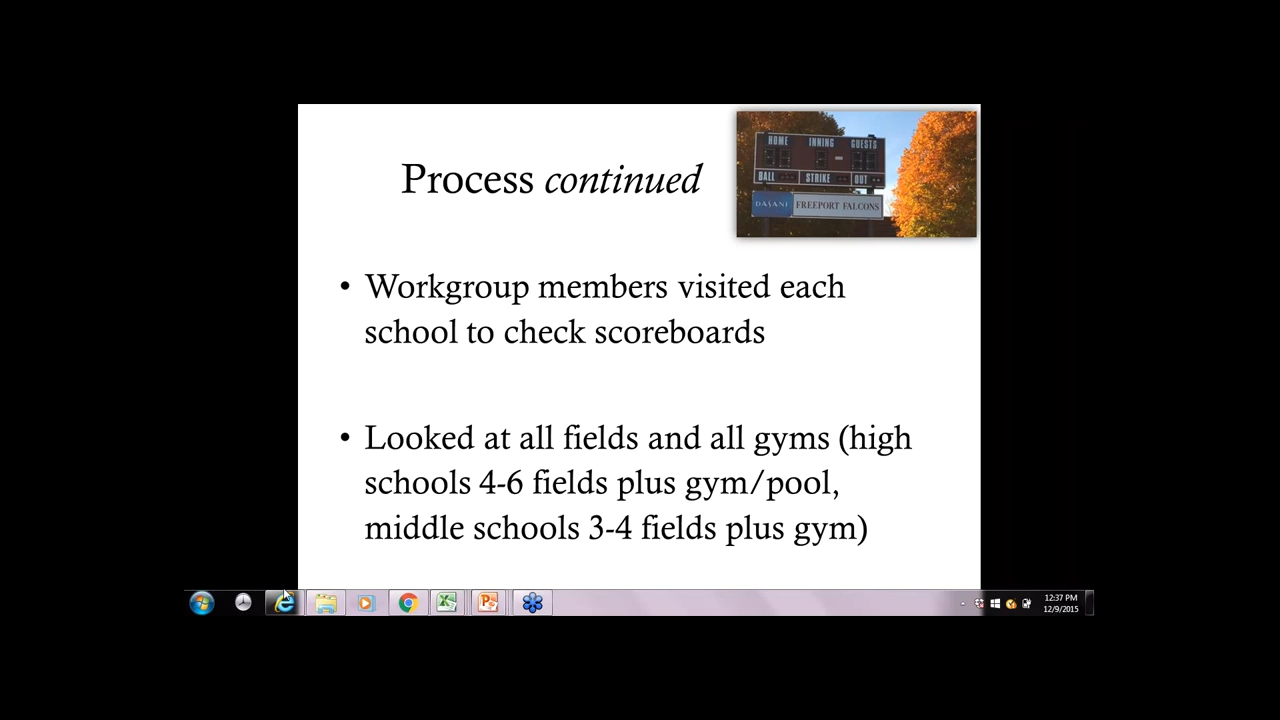 Process continued
HOME INNING GUESTS
BALL STRIKE OUT
DASANI FREEPORT FALCONS
• Workgroup members visited each
school to check scoreboards
• Looked at all fields and all gyms (high
schools 4-6 fields plus gym/pool,
middle schools 3-4 fields plus gym)
12:37 PM
12/9/2015